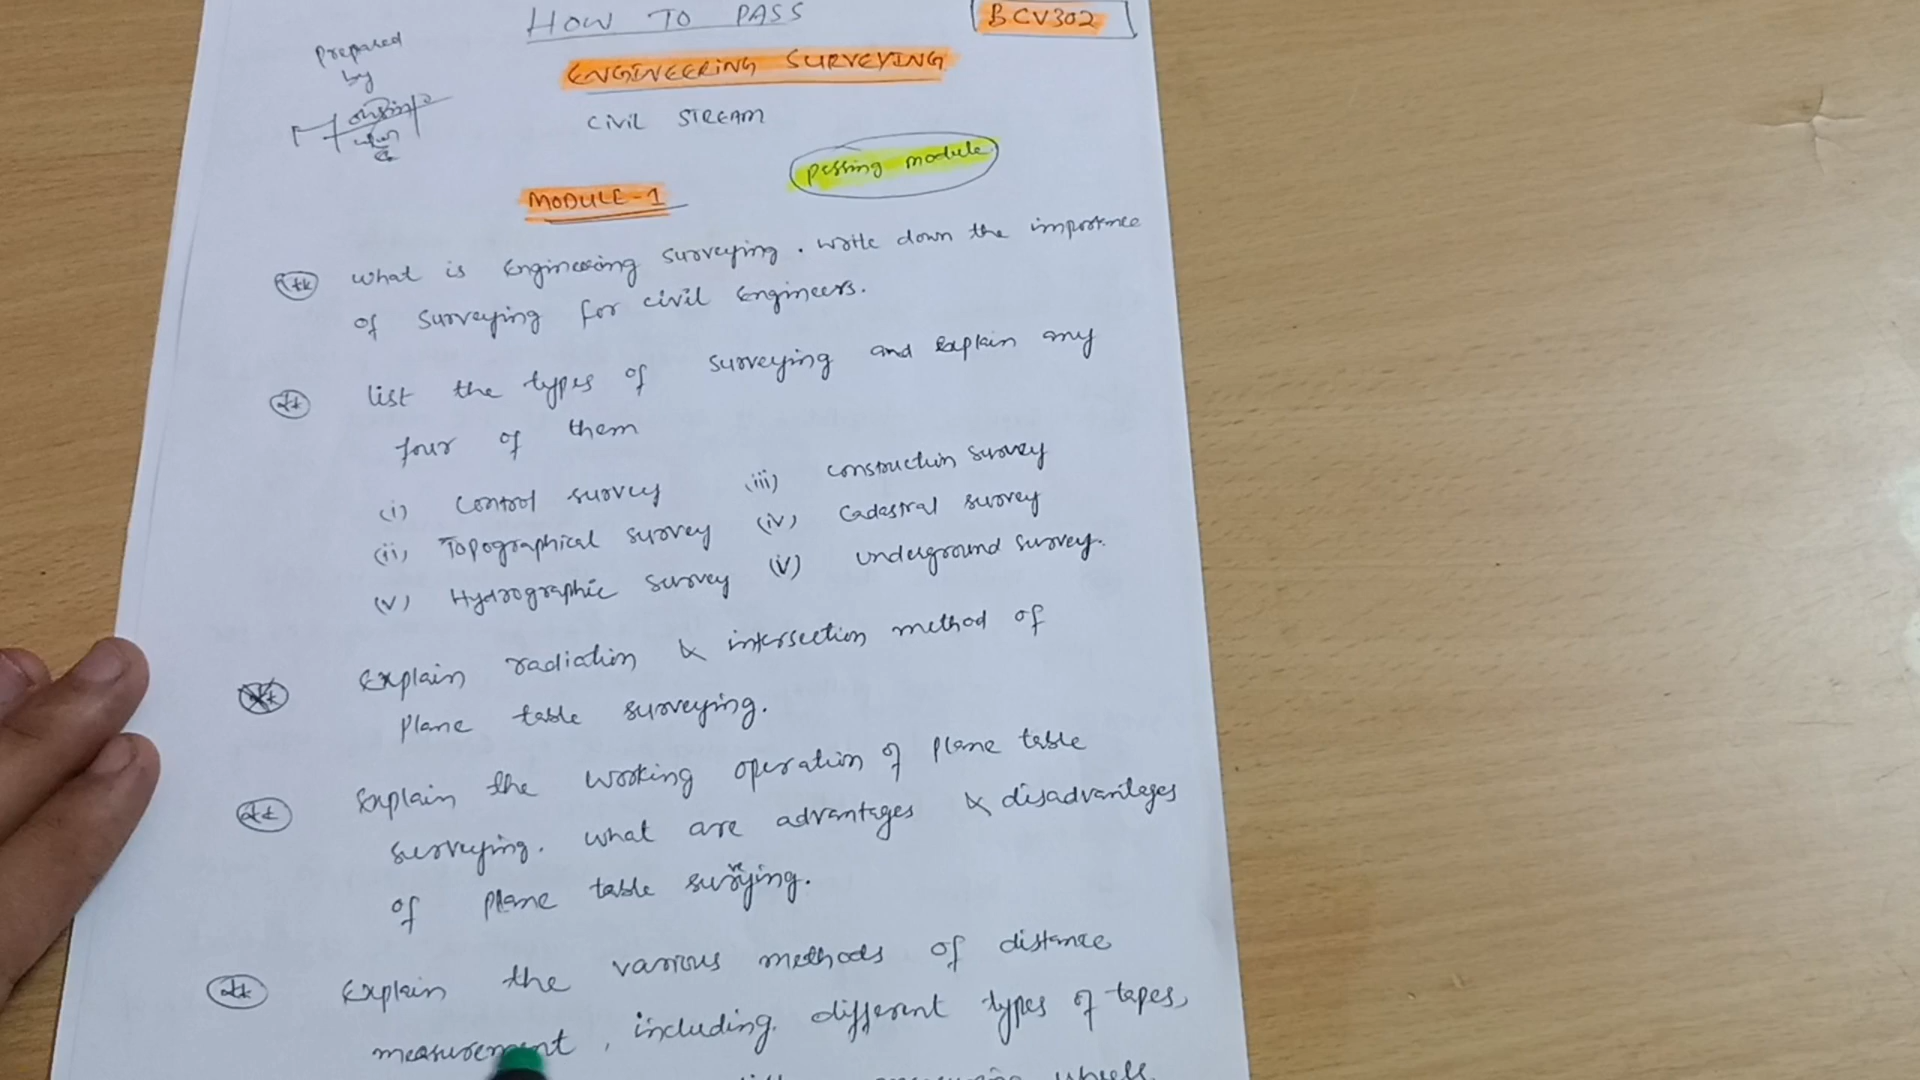 HOW TO PASS
BCV302
Prepared
by
ENGINEERING SURVEYING
CIVIL STREAM
Passing module
MODULE-1
What is Engineering surveying. Write down the importance
of surveying for civil Engineers.
list the types of surveying and Explain any
four of them
(i) Control survey (iii) construction survey
(ii) Topographical survey (iv) Cadastral survey
(v) Hydrographic survey (v) underground survey.
Explain radiation & intersection method of
plane table surveying.
Explain the working operation of plane table
surveying. What are advantages & disadvantages
of plane table surveying.
Explain the various methods of distance
measurement, including different types of tapes,
wheels